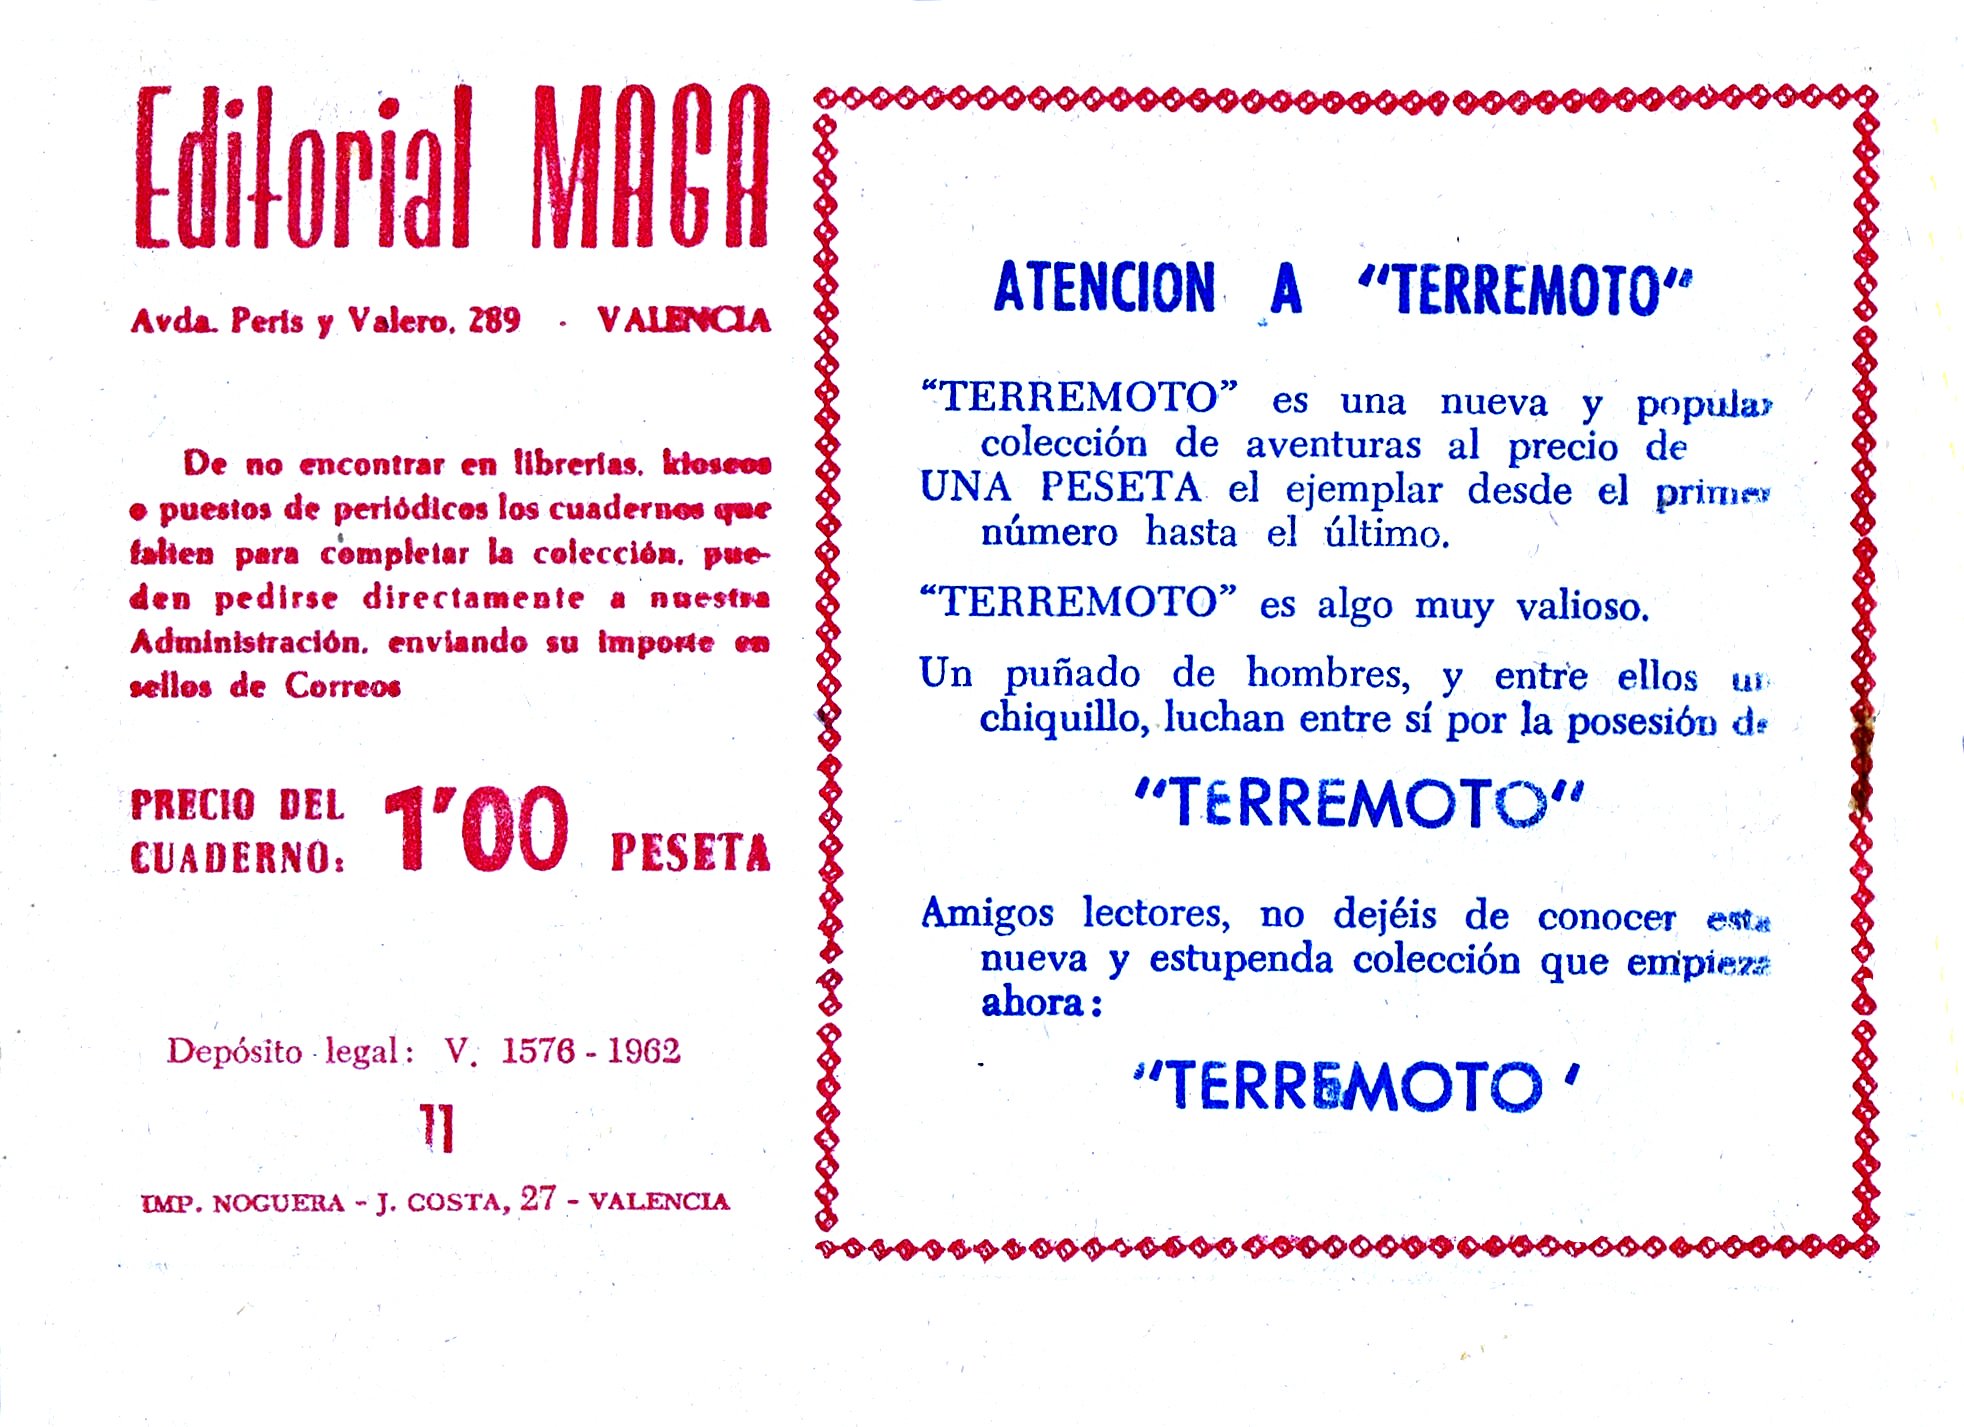 Editorial MAGA
Avda. Peris y Valero, 289 - VALENCIA
De no encontrar en librerías, kioscos
o puestos de periódicos los cuadernos que
falten para completar la colección, pue-
den pedirse directamente a nuestra
Administración, enviando su importe en
sellos de Correos
PRECIO DEL
CUADERNO: 1'00 PESETA
Depósito legal: V. 1576 - 1962
11
IMP. NOGUERA - J. COSTA, 27 - VALENCIA
ATENCION A "TERREMOTO"
"TERREMOTO" es una nueva y popular
colección de aventuras al precio de
UNA PESETA el ejemplar desde el primer
número hasta el último.
"TERREMOTO" es algo muy valioso.
Un puñado de hombres, y entre ellos un
chiquillo, luchan entre sí por la posesión de
"TERREMOTO"
Amigos lectores, no dejéis de conocer esta
nueva y estupenda colección que empieza
ahora:
"TERREMOTO '